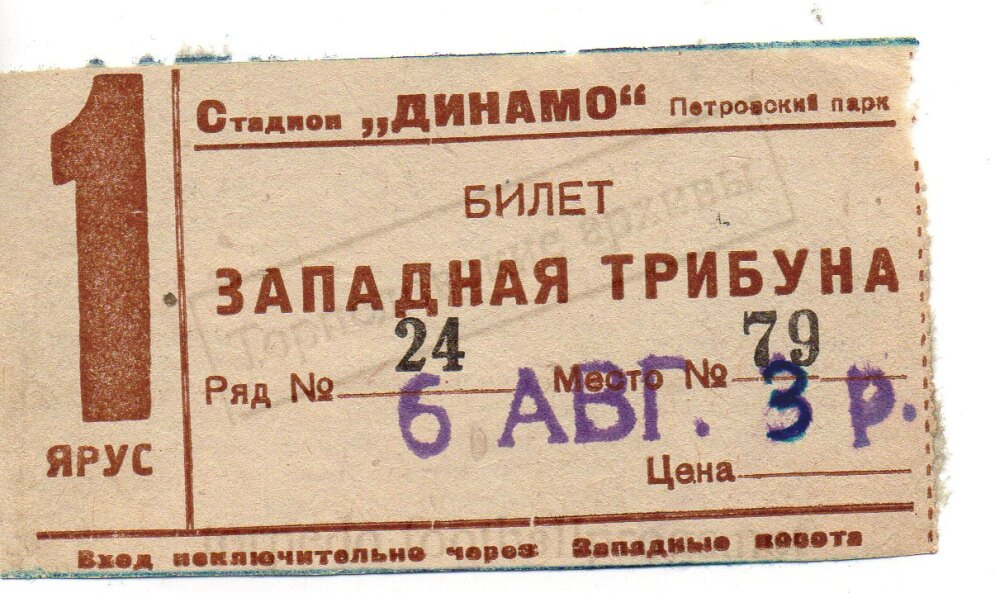 1
ЯРУС
Стадион „ДИНАМО“ Петровский парк
БИЛЕТ
ЗАПАДНАЯ ТРИБУНА
Ряд № 24 Место № 79
6 АВГ. 3 р.
Цена
Вход исключительно через Западные ворота